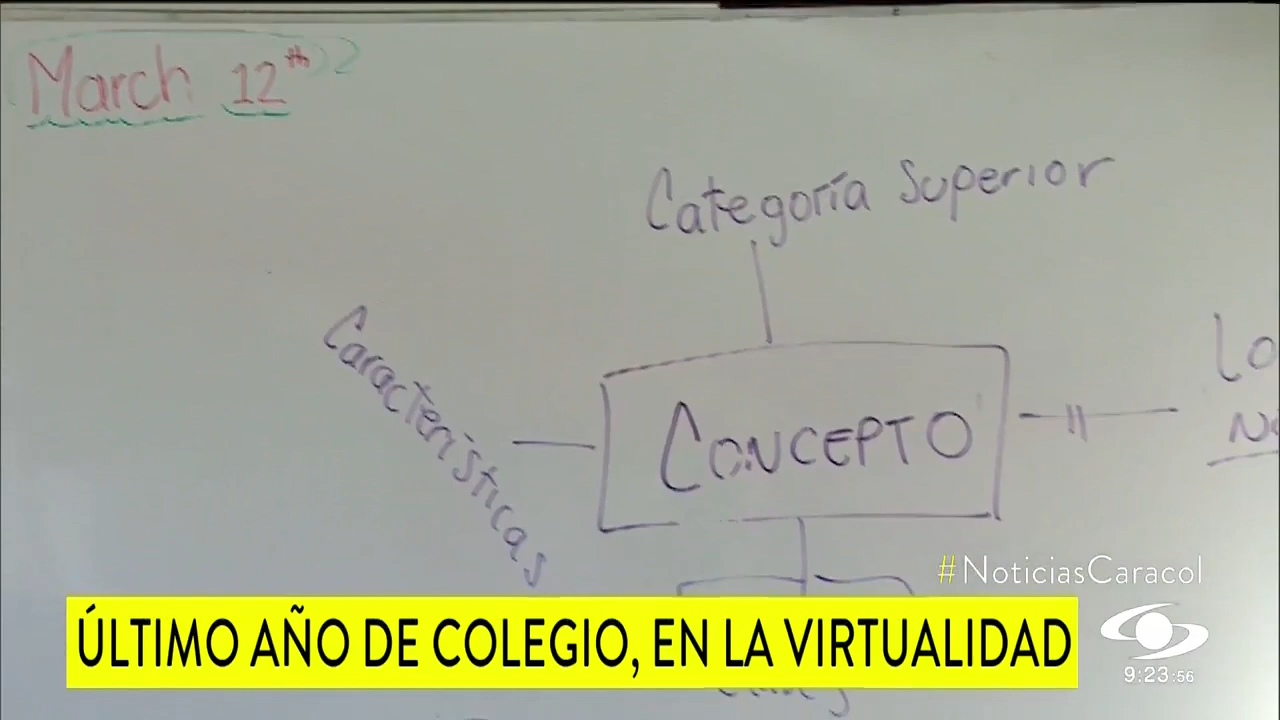 March 12th
Categoría Superior
Características
CONCEPTO
#NoticiasCaracol
ÚLTIMO AÑO DE COLEGIO, EN LA VIRTUALIDAD
9:23:56